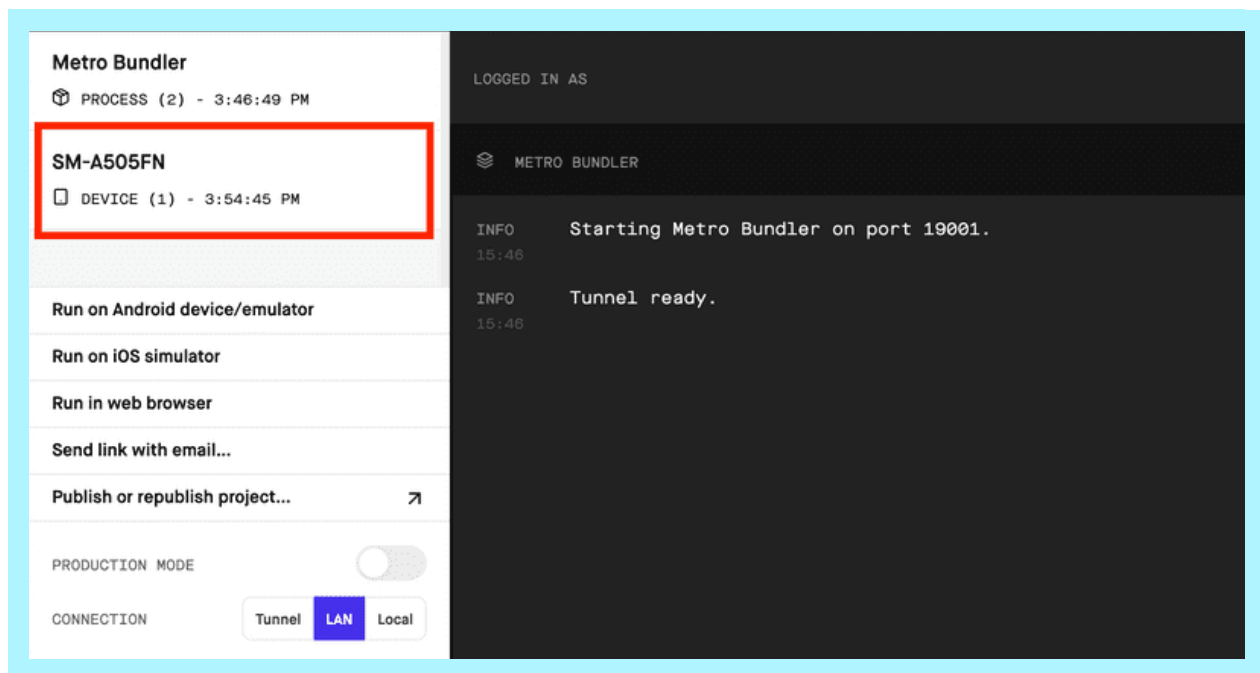 Metro Bundler
PROCESS (2) - 3:46:49 PM
SM-A505FN
DEVICE (1) - 3:54:45 PM
Run on Android device/emulator
Run on iOS simulator
Run in web browser
Send link with email...
Publish or republish project...
PRODUCTION MODE
CONNECTION Tunnel LAN Local
LOGGED IN AS
METRO BUNDLER
INFO Starting Metro Bundler on port 19001.
15:46
INFO Tunnel ready.
15:46